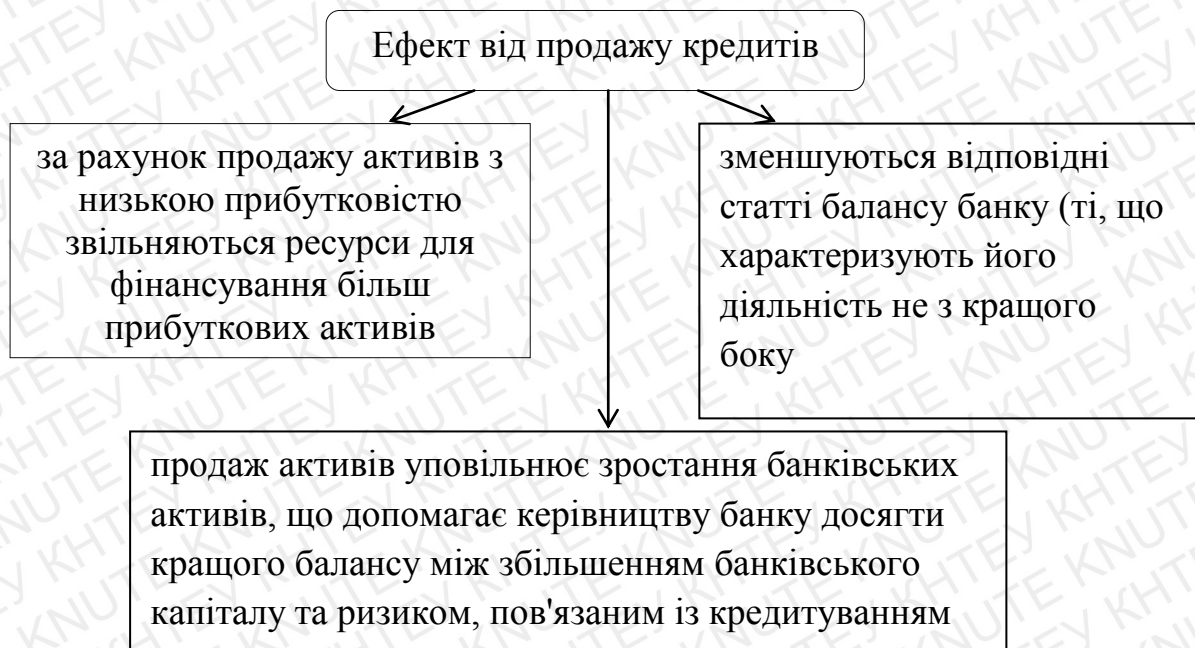 Ефект від продажу кредитів
за рахунок продажу активів з
низькою прибутковістю
звільняються ресурси для
фінансування більш
прибуткових активів
зменшуються відповідні
статті балансу банку (ті, що
характеризують його
діяльність не з кращого
боку
продаж активів уповільнює зростання банківських
активів, що допомагає керівництву банку досягти
кращого балансу між збільшенням банківського
капіталу та ризиком, пов'язаним із кредитуванням